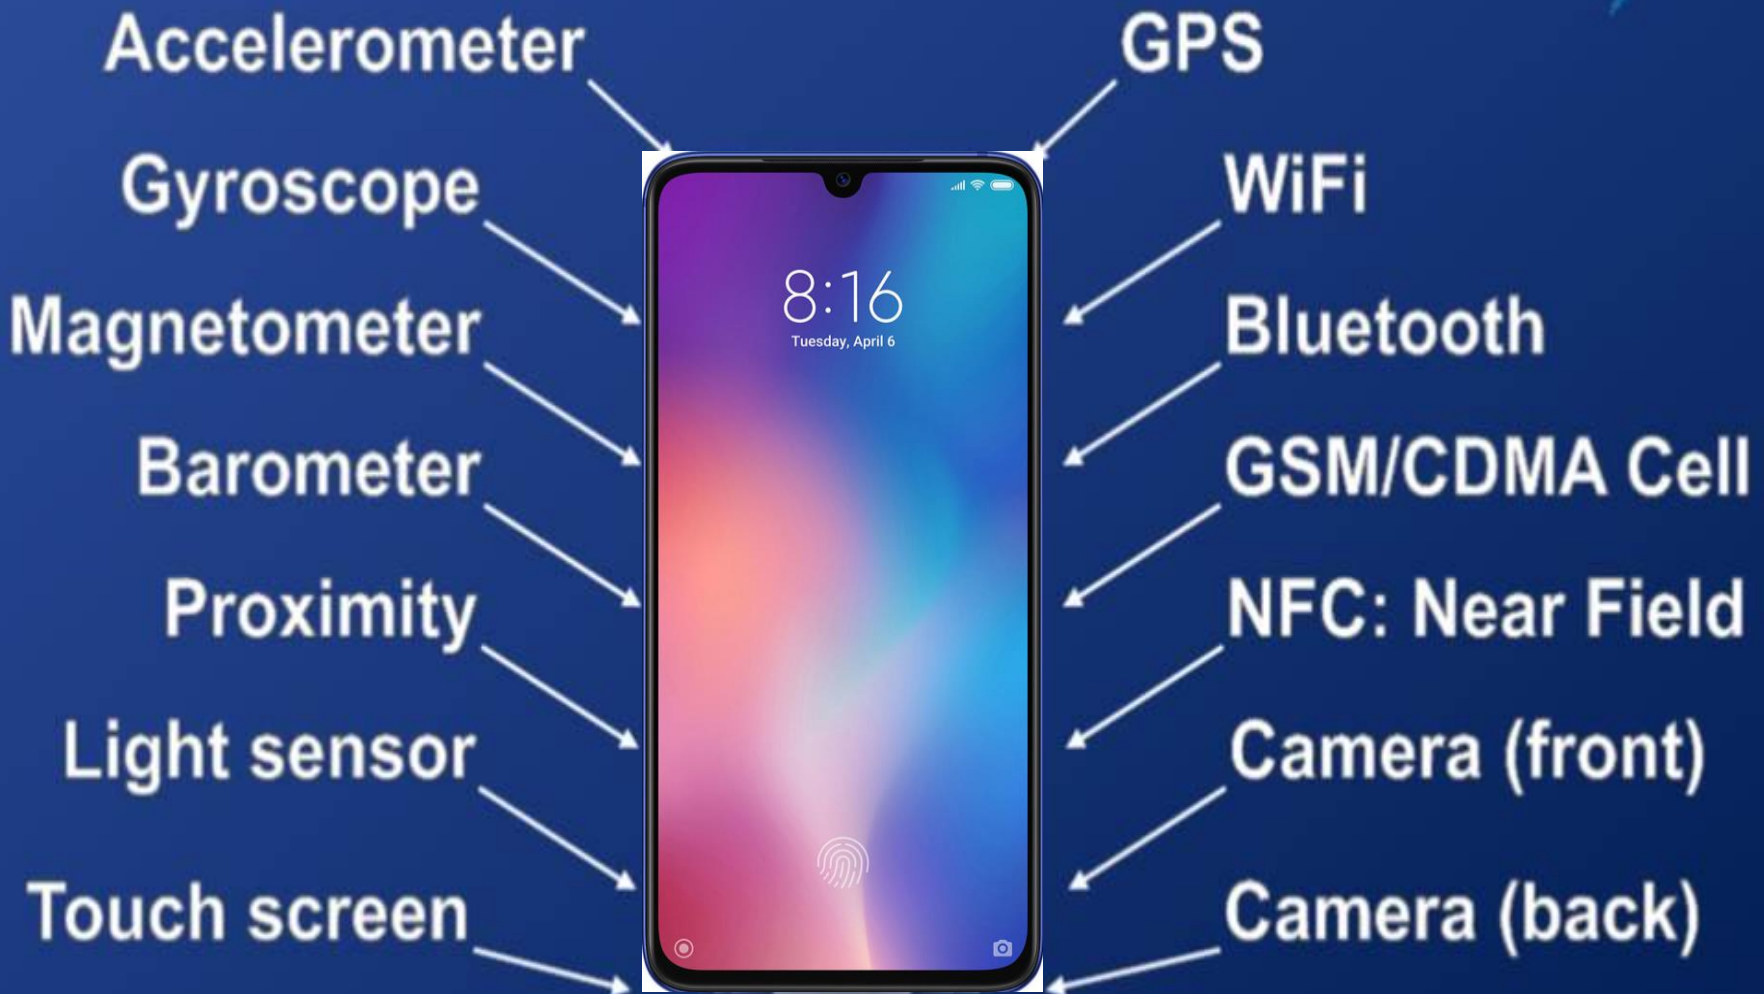 Accelerometer
GPS
Gyroscope
WiFi
Magnetometer
Bluetooth
Barometer
GSM/CDMA Cell
Proximity
NFC: Near Field
Light sensor
Camera (front)
Touch screen
Camera (back)
8:16
Tuesday, April 6